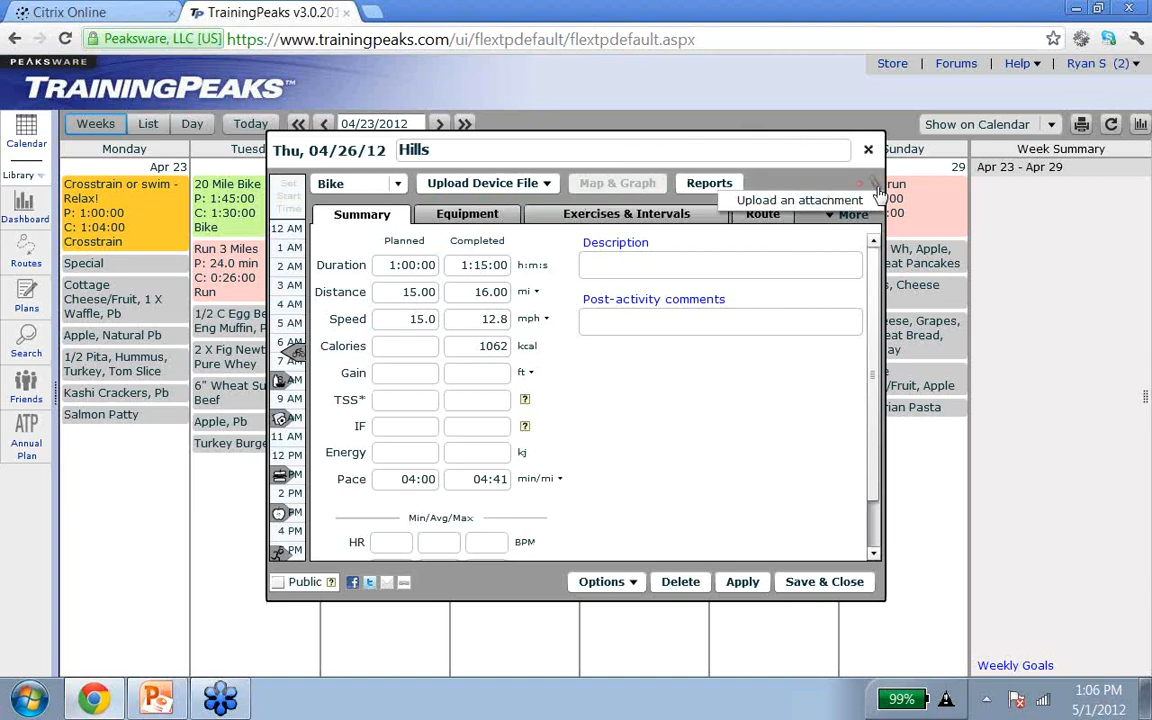 Citrix Online
TrainingPeaks v3.0.201
Peaksware, LLC [US]
https://www.trainingpeaks.com/ui/flextpdefault/flextpdefault.aspx
PEAKSWARE
TRAININGPEAKS™
Store
Forums
Help
Ryan S (2)
Calendar
Library
Dashboard
Routes
Plans
Search
Friends
ATP
Annual
Plan
Weeks
List
Day
Today
04/23/2012
Show on Calendar
Monday
Tuesd
unday
Week Summary
Apr 23
29
Apr 23 - Apr 29
Crosstrain or swim -
Relax!
P: 1:00:00
C: 1:04:00
Crosstrain
Special
Cottage
Cheese/Fruit, 1 X
Waffle, Pb
Apple, Natural Pb
1/2 Pita, Hummus,
Turkey, Tom Slice
Kashi Crackers, Pb
Salmon Patty
20 Mile Bike
P: 1:45:00
C: 1:30:00
Bike
Run 3 Miles
P: 24.0 min
C: 0:26:00
Run
1/2 C Egg Be
Eng Muffin, P
2 X Fig Newt
Pure Whey
6" Wheat Su
Beef
Apple, Pb
Turkey Burge
Thu, 04/26/12
Hills
Set
Start
Time
Bike
Upload Device File
Map & Graph
Reports
Upload an attachment
Summary
Equipment
Exercises & Intervals
Route
More
12 AM
1 AM
2 AM
3 AM
4 AM
5 AM
6 AM
7 AM
8 AM
9 AM
AM
11 AM
12 PM
PM
2 PM
PM
4 PM
5 PM
Planned
Completed
Duration
1:00:00
1:15:00
h:m:s
Distance
15.00
16.00
mi
Speed
15.0
12.8
mph
Calories
1062
kcal
Gain
ft
TSS*
?
IF
?
Energy
kj
Pace
04:00
04:41
min/mi
Min/Avg/Max
HR
BPM
Description
Post-activity comments
Public
?
Options
Delete
Apply
Save & Close
run
:00
:00
Wh, Apple,
eat Pancakes
s, Cheese
eese, Grapes,
eat Bread,
ay
e
/Fruit, Apple
rian Pasta
Weekly Goals
99%
1:06 PM
5/1/2012